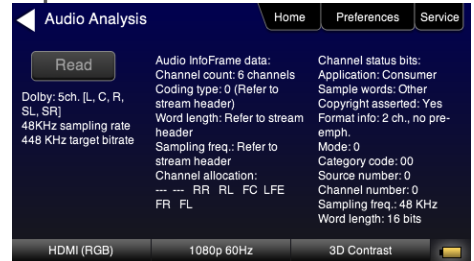 Audio Analysis
Home
Preferences
Service
Read
Dolby: 5ch. [L, C, R,
SL, SR]
48KHz sampling rate
448 KHz target bitrate
Audio InfoFrame data:
Channel count: 6 channels
Coding type: 0 (Refer to
stream header)
Word length: Refer to stream
header
Sampling freq.: Refer to
stream header
Channel allocation:
--- --- RR RL FC LFE
FR FL
Channel status bits:
Application: Consumer
Sample words: Other
Copyright asserted: Yes
Format info: 2 ch., no pre-
emph.
Mode: 0
Category code: 00
Source number: 0
Channel number: 0
Sampling freq.: 48 KHz
Word length: 16 bits
HDMI (RGB)
1080p 60Hz
3D Contrast